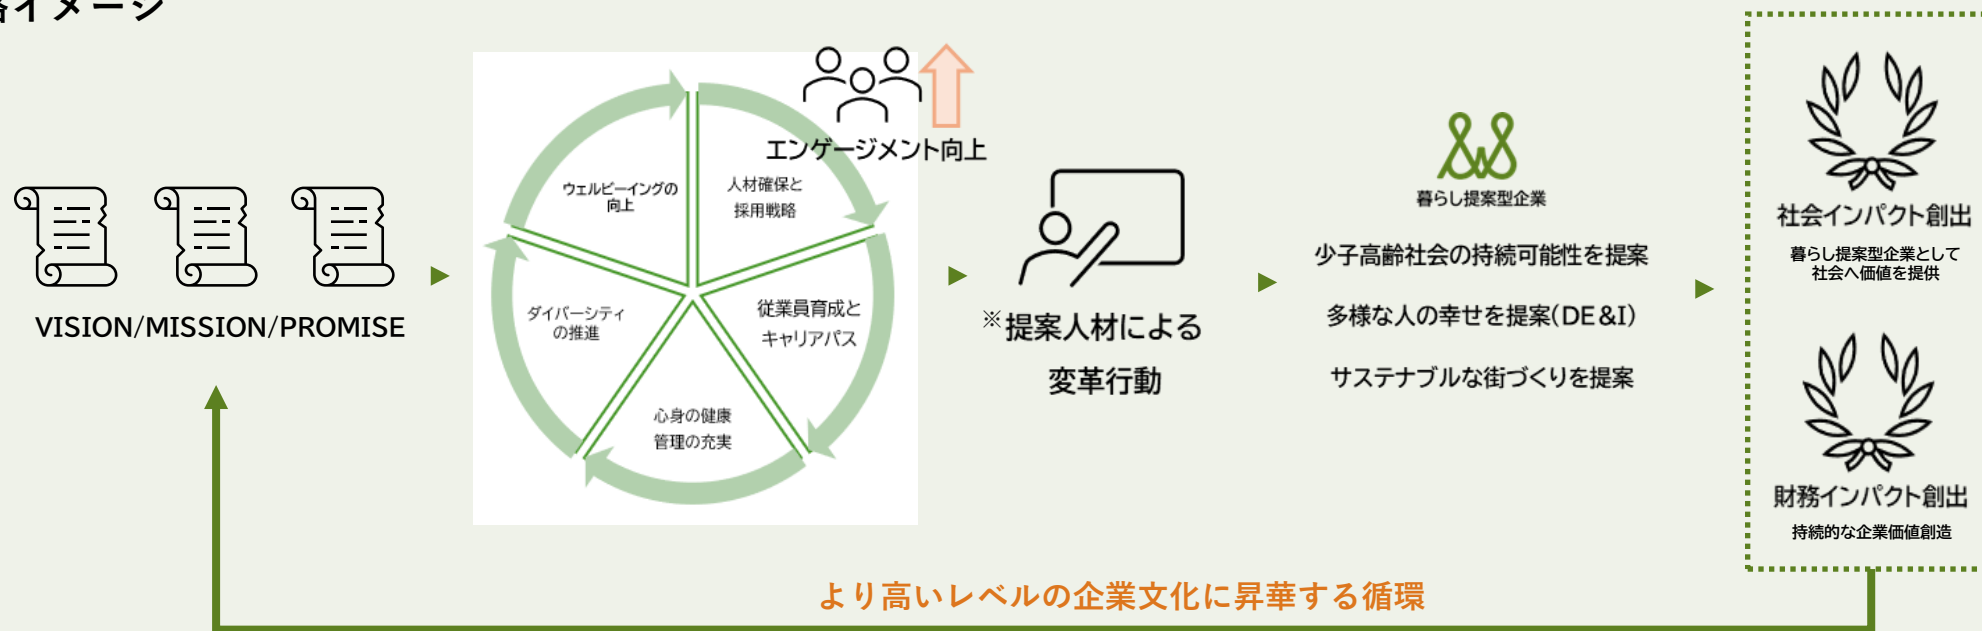 イメージ
VISION/MISSION/PROMISE
エンゲージメント向上
人材確保と
採用戦略
従業員育成と
キャリアパス
心身の健康
管理の充実
ダイバーシティ
の推進
ウェルビーイングの
向上
※提案人材による
変革行動
暮らし提案型企業
少子高齢社会の持続可能性を提案
多様な人の幸せを提案(DE&I)
サステナブルな街づくりを提案
社会インパクト創出
暮らし提案型企業として
社会へ価値を提供
財務インパクト創出
持続的な企業価値創造
より高いレベルの企業文化に昇華する循環